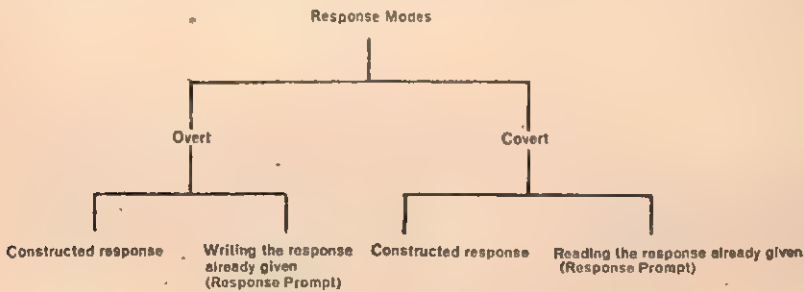 Response Modes
Overt
Covert
Constructed response
Writing the response
already given
(Response Prompt)
Constructed response
Reading the response already given
(Response Prompt)